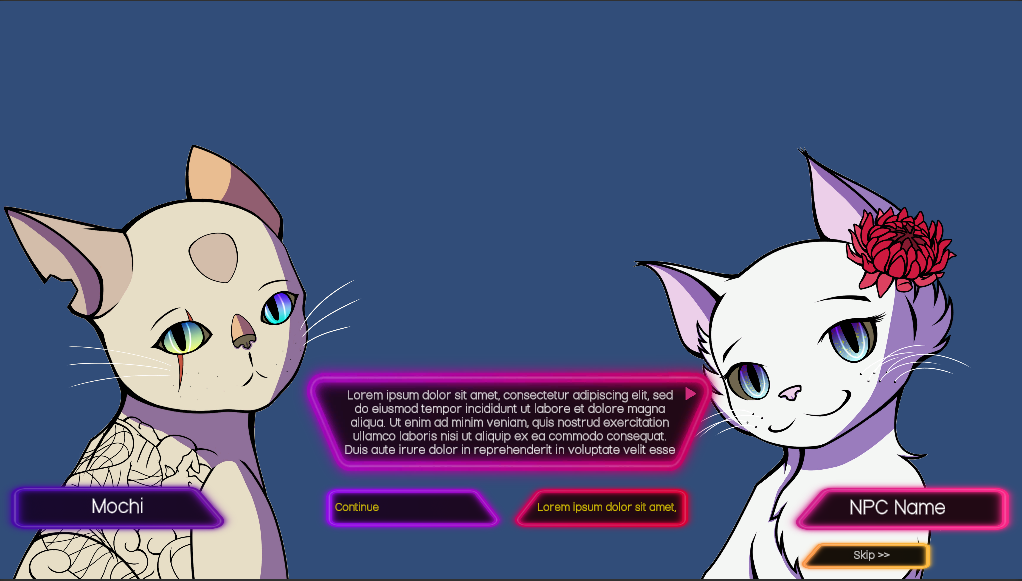 Lorem ipsum dolor sit amet, consectetur adipiscing elit, sed
do eiusmod tempor incididunt ut labore et dolore magna
aliqua. Ut enim ad minim veniam, quis nostrud exercitation
ullamco laboris nisi ut aliquip ex ea commodo consequat.
Duis aute irure dolor in reprehenderit in voluptate velit esse
Mochi
Continue
Lorem ipsum dolor sit amet,
NPC Name
Skip >>